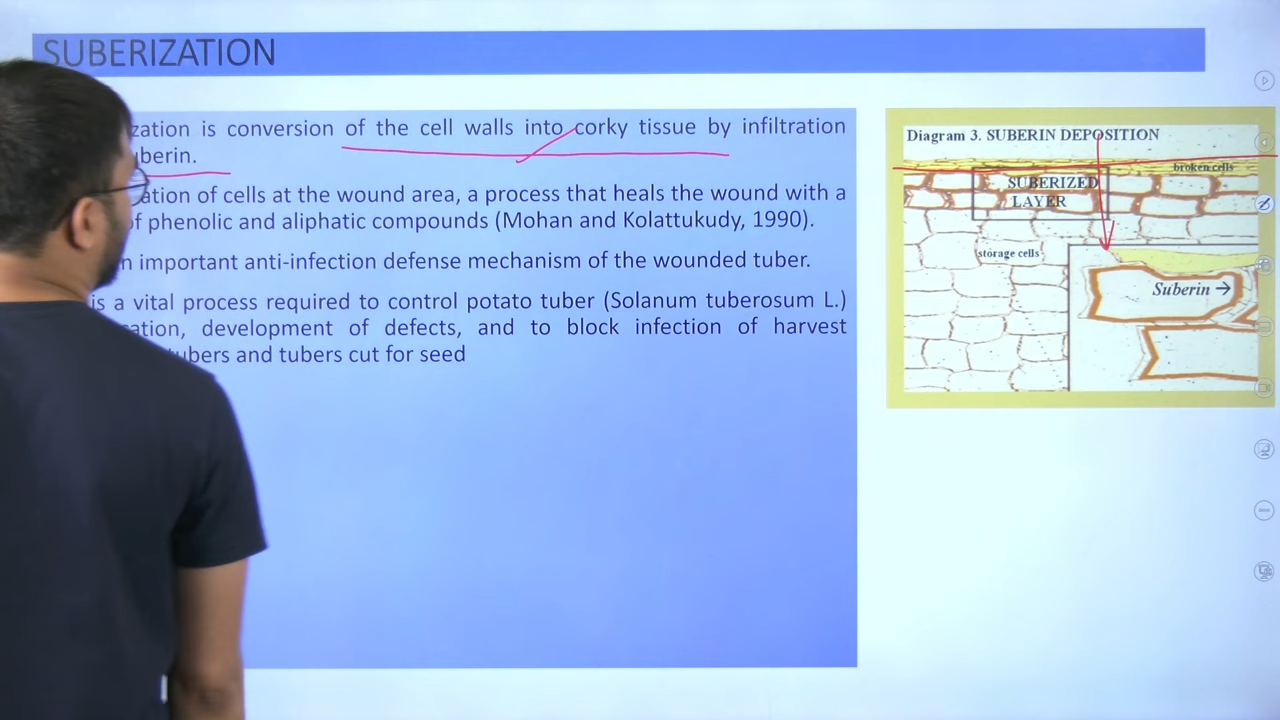 SUBERIZATION
zation is conversion of the cell walls into corky tissue by infiltration
berin.
ation of cells at the wound area, a process that heals the wound with a
of phenolic and aliphatic compounds (Mohan and Kolattukudy, 1990).
n important anti-infection defense mechanism of the wounded tuber.
is a vital process required to control potato tuber (Solanum tuberosum L.)
ation, development of defects, and to block infection of harvest
tubers and tubers cut for seed
Diagram 3. SUBERIN DEPOSITION
broken cells
SUBERIZED
LAYER
storage cells
Suberin →